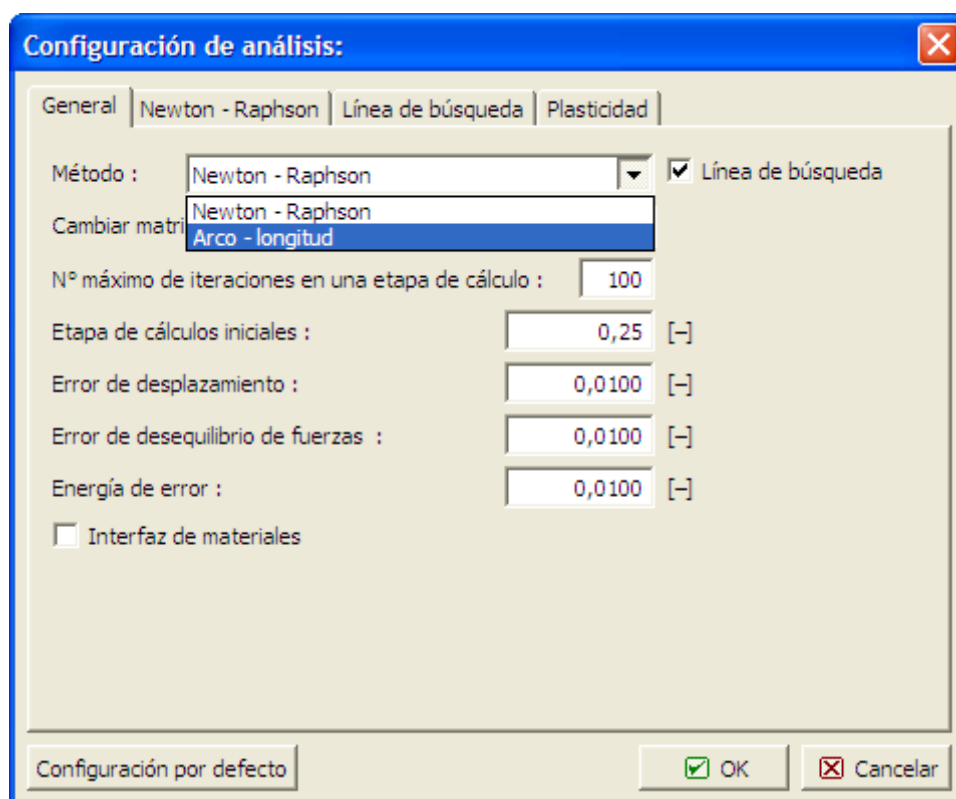 Configuración de análisis:
General Newton - Raphson Línea de búsqueda Plasticidad
Método : Newton - Raphson Línea de búsqueda
Newton - Raphson
Cambiar matri
Arco - longitud
Nº máximo de iteraciones en una etapa de cálculo : 100
Etapa de cálculos iniciales : 0,25 [–]
Error de desplazamiento : 0,0100 [–]
Error de desequilibrio de fuerzas : 0,0100 [–]
Energía de error : 0,0100 [–]
Interfaz de materiales
Configuración por defecto OK Cancelar